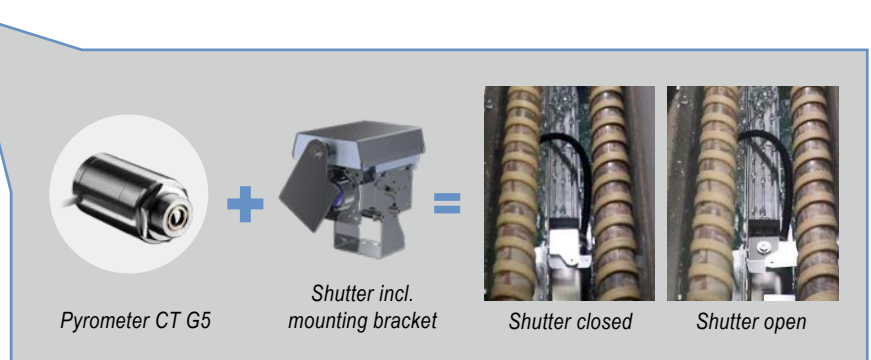 Pyrometer CT G5
Shutter incl.
mounting bracket
Shutter closed
Shutter open